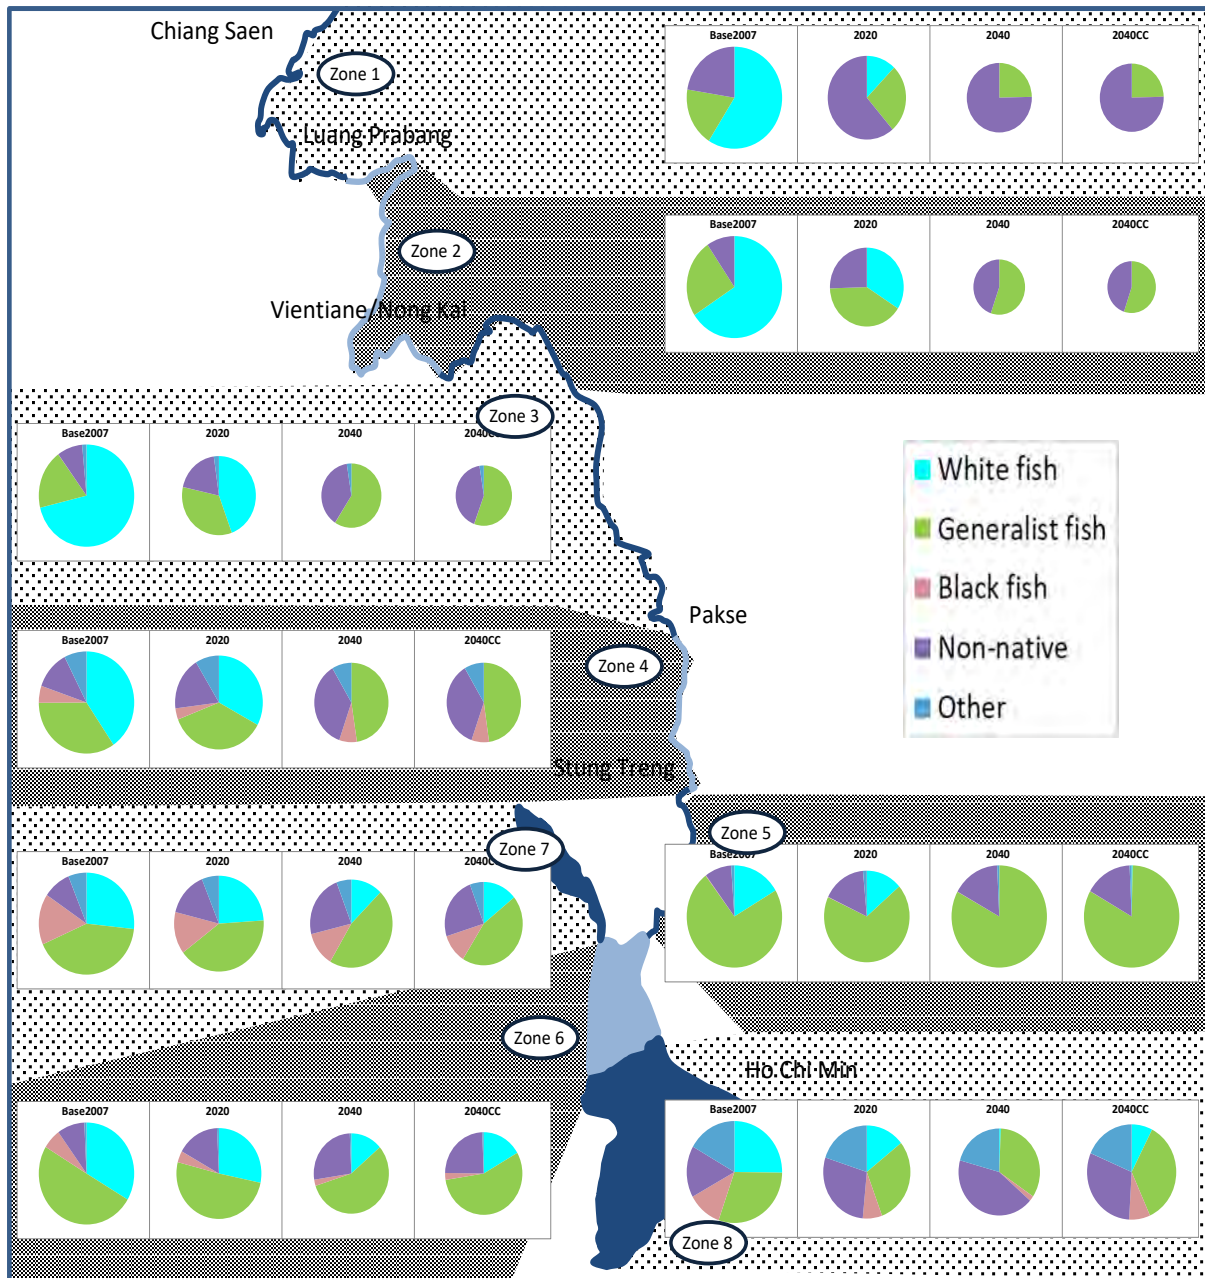 Chiang Saen
Zone 1
Luang Prabang
Base2007 2020 2040 2040CC
Zone 2
Vientiane/Nong Kai
Base2007 2020 2040 2040CC
Zone 3
Base2007 2020 2040 2040CC
White fish
Generalist fish
Black fish
Non-native
Other
Pakse
Zone 4
Base2007 2020 2040 2040CC
Stung Treng
Zone 5
Base2007 2020 2040 2040CC
Zone 7
Base2007 2020 2040 2040CC
Zone 6
Base2007 2020 2040 2040CC
Ho Chi Min
Base2007 2020 2040 2040CC
Zone 8